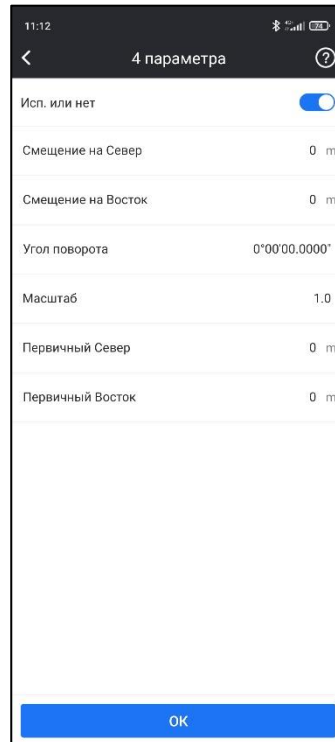 11:12
74
4 параметра
Исп. или нет
Смещение на Север 0 m
Смещение на Восток 0 m
Угол поворота 0°00'00.0000"
Масштаб 1.0
Первичный Север 0 m
Первичный Восток 0 m
OK